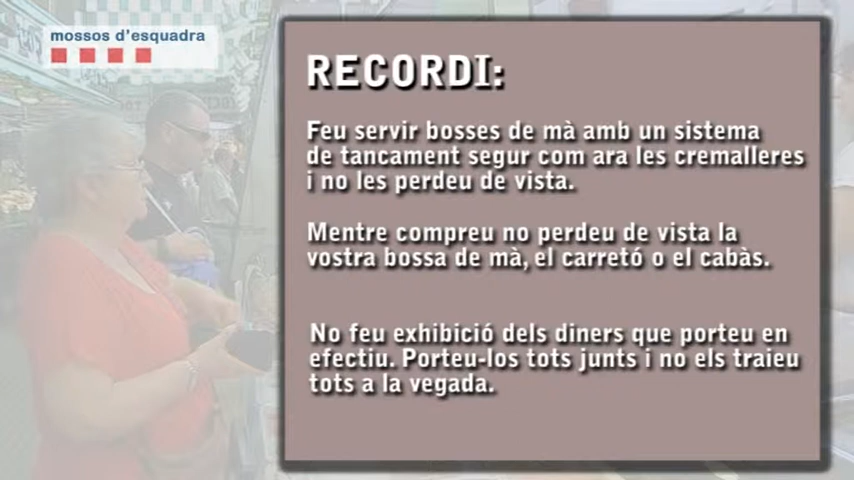 mossos d'esquadra
RECORDI:
Feu servir bosses de mà amb un sistema
de tancament segur com ara les cremalleres
i no les perdeu de vista.
Mentre compreu no perdeu de vista la
vostra bossa de mà, el carretó o el cabàs.
No feu exhibició dels diners que porteu en
efectiu. Porteu-los tots junts i no els traieu
tots a la vegada.